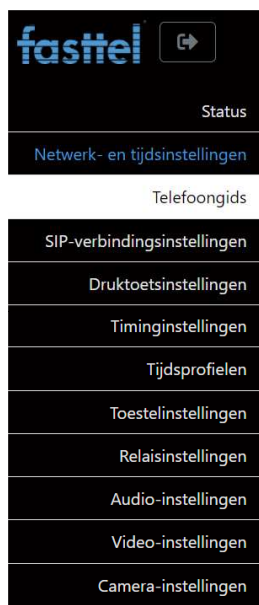 fasttel
Status
Netwerk- en tijdsinstellingen
Telefoongids
SIP-verbindingsinstellingen
Druktoetsinstellingen
Timinginstellingen
Tijdsprofielen
Toestelinstellingen
Relaisinstellingen
Audio-instellingen
Video-instellingen
Camera-instellingen